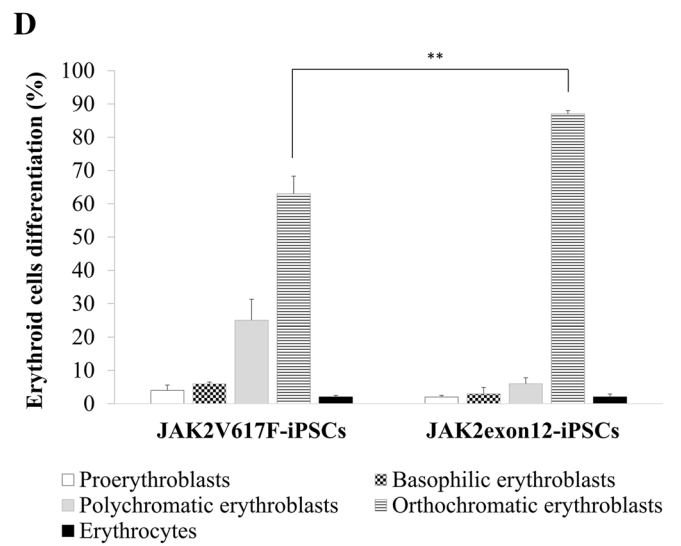 D
Erythroid cells differentiation (%)
100
90
80
70
60
50
40
30
20
10
0
**
JAK2V617F-iPSCs JAK2exon12-iPSCs
Proerythroblasts Basophilic erythroblasts
Polychromatic erythroblasts Orthochromatic erythroblasts
Erythrocytes